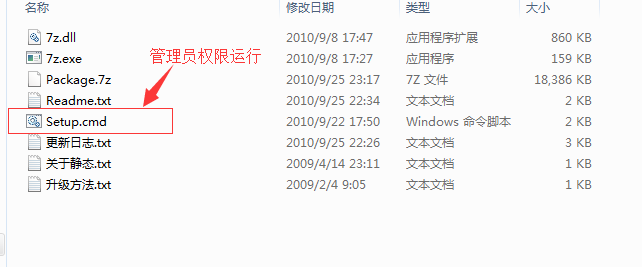 名称 修改日期 类型 大小
7z.dll 2010/9/8 17:47 应用程序扩展 860 KB
管理员权限运行
7z.exe 2010/9/8 17:27 应用程序 159 KB
Package.7z 2010/9/25 23:17 7Z 文件 18,386 KB
Readme.txt 2010/9/25 22:34 文本文档 2 KB
Setup.cmd 2010/9/22 17:50 Windows 命令脚本 2 KB
更新日志.txt 2010/9/25 22:26 文本文档 3 KB
关于静态.txt 2009/4/14 23:11 文本文档 1 KB
升级方法.txt 2009/2/4 9:05 文本文档 1 KB